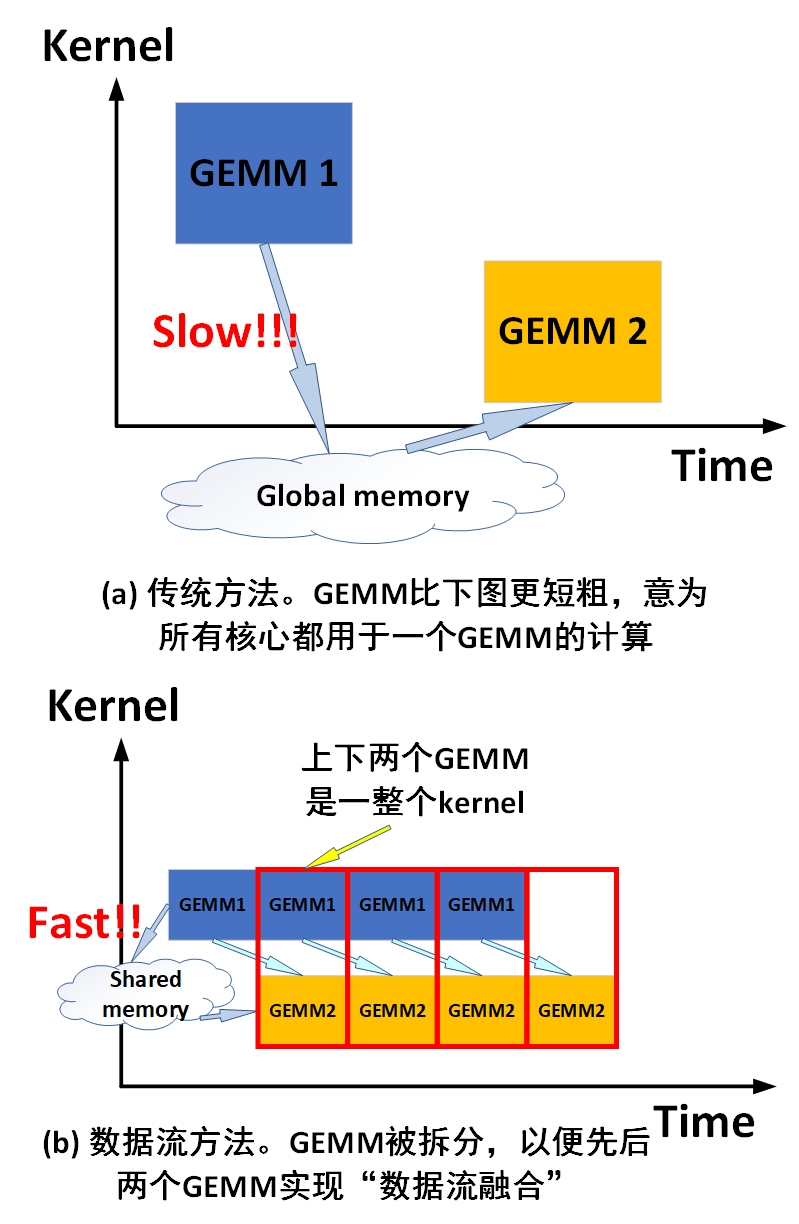 Kernel
GEMM 1
Slow!!!
GEMM 2
Time
Global memory
(a) 传统方法。GEMM比下图更短粗，意为
所有核心都用于一个GEMM的计算
Kernel
上下两个GEMM
是一整个kernel
GEMM1 GEMM1 GEMM1 GEMM1
Fast!!
Shared
memory
GEMM2 GEMM2 GEMM2 GEMM2
Time
(b) 数据流方法。GEMM被拆分，以便先后
两个GEMM实现“数据流融合”